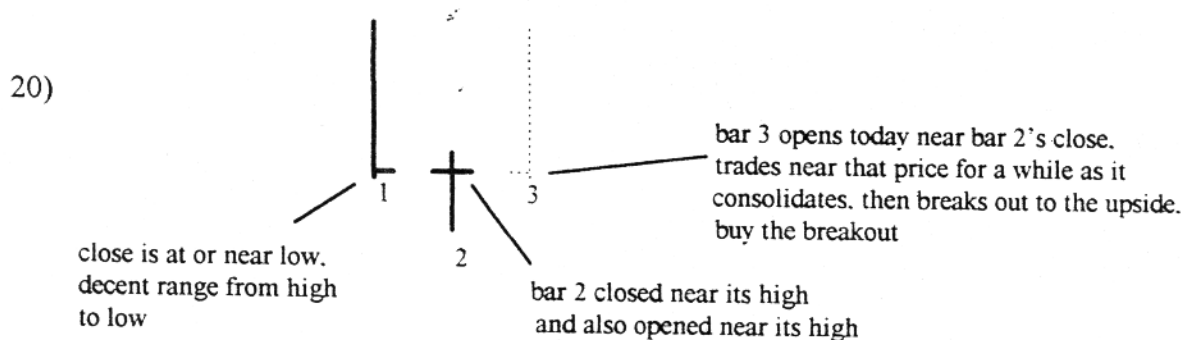 20)
bar 3 opens today near bar 2's close.
trades near that price for a while as it
consolidates. then breaks out to the upside.
buy the breakout
1
3
2
close is at or near low.
decent range from high
to low
bar 2 closed near its high
and also opened near its high